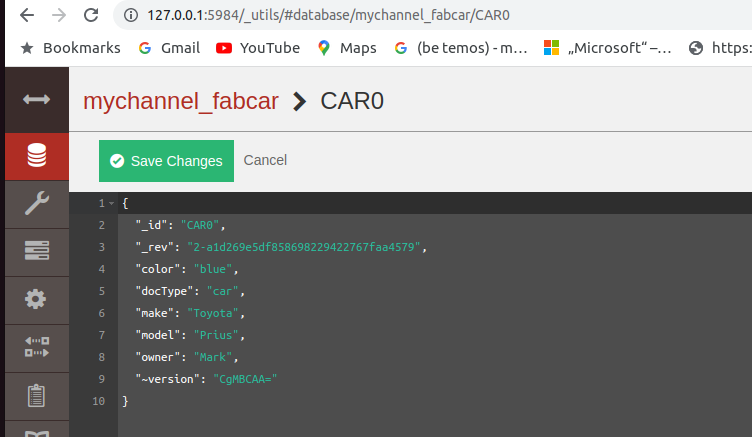 127.0.0.1:5984/_utils/#database/mychannel_fabcar/CAR0
Bookmarks Gmail YouTube Maps (be temos) - m... „Microsoft“ –... https:
mychannel_fabcar > CAR0
Save Changes Cancel
1 {
2 "_id": "CAR0",
3 "_rev": "2-a1d269e5df858698229422767faa4579",
4 "color": "blue",
5 "docType": "car",
6 "make": "Toyota",
7 "model": "Prius",
8 "owner": "Mark",
9 "~version": "CgMBCAA="
10 }